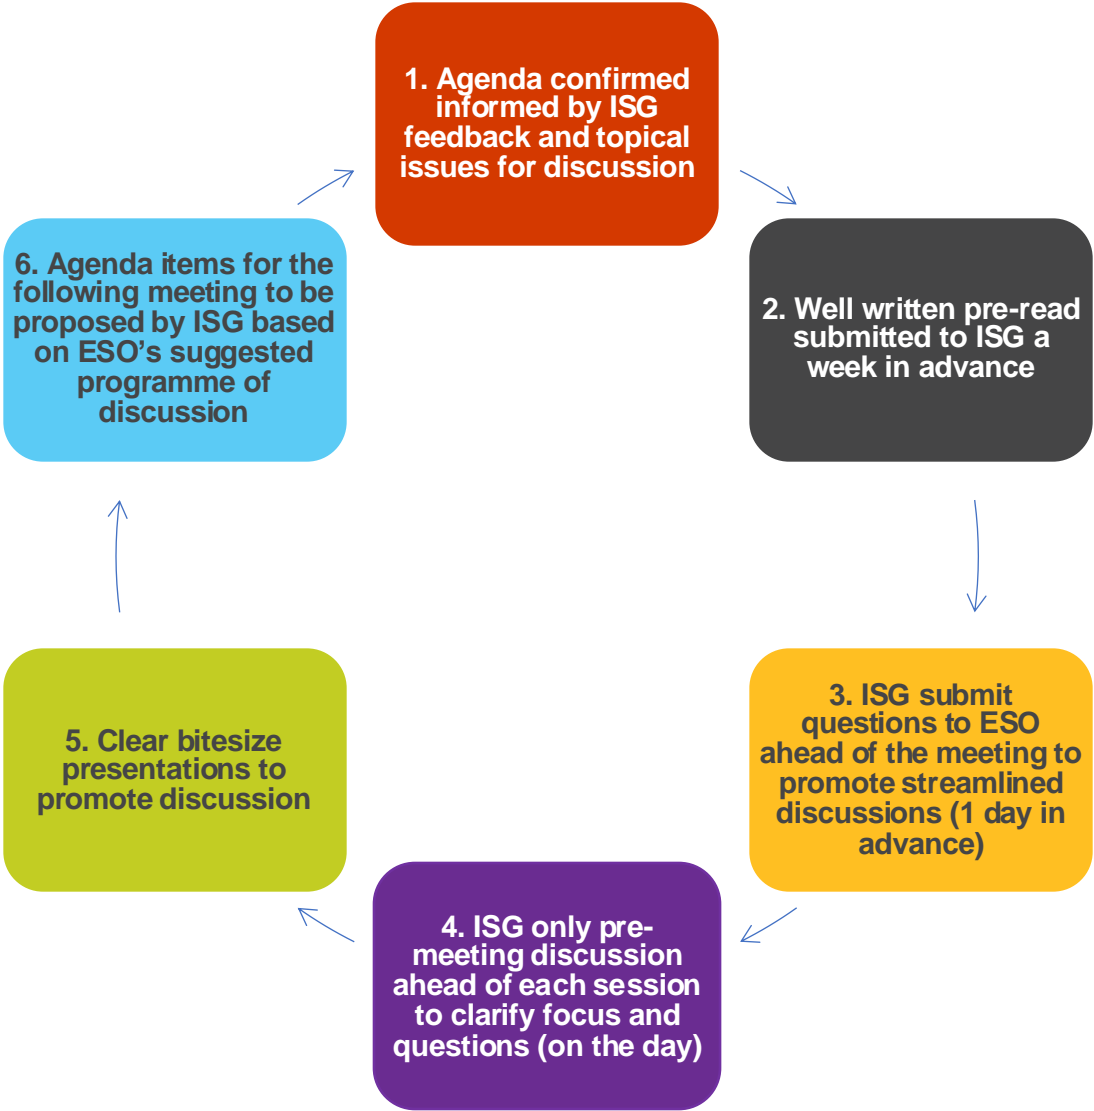 1. Agenda confirmed
informed by ISG
feedback and topical
issues for discussion
2. Well written pre-read
submitted to ISG a
week in advance
3. ISG submit
questions to ESO
ahead of the meeting to
promote streamlined
discussions (1 day in
advance)
4. ISG only pre-
meeting discussion
ahead of each session
to clarify focus and
questions (on the day)
5. Clear bitesize
presentations to
promote discussion
6. Agenda items for the
following meeting to be
proposed by ISG based
on ESO’s suggested
programme of
discussion